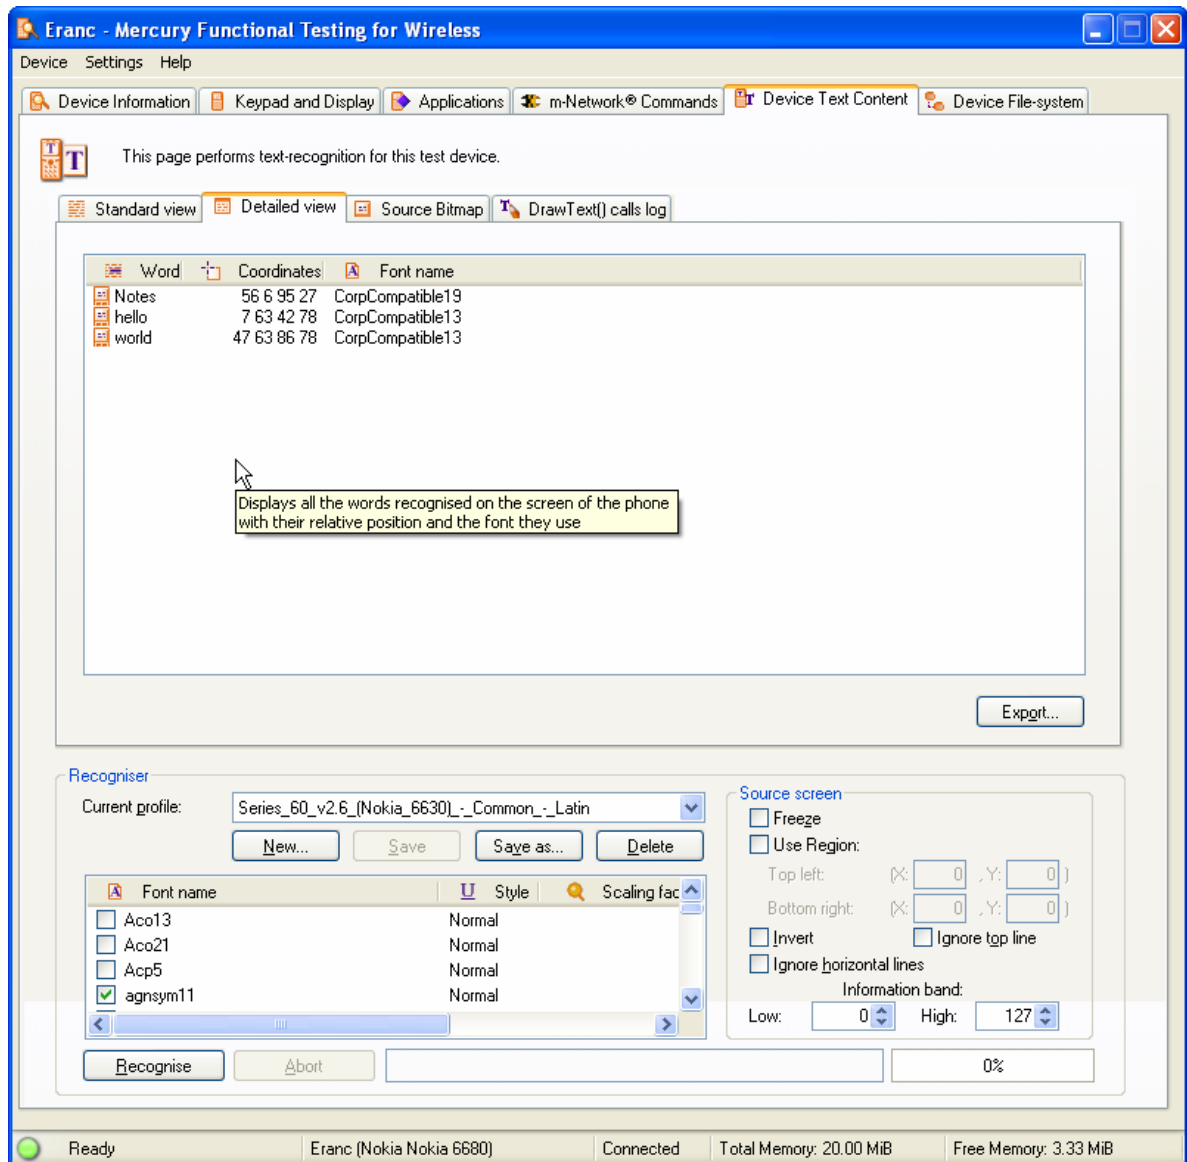 Eranc - Mercury Functional Testing for Wireless
Device Settings Help
Device Information Keypad and Display Applications m-Network® Commands Device Text Content Device File-system
This page performs text-recognition for this test device.
Standard view Detailed view Source Bitmap DrawText() calls log
Word Coordinates Font name
Notes 56 6 95 27 CorpCompatible19
hello 7 63 42 78 CorpCompatible13
world 47 63 86 78 CorpCompatible13
Displays all the words recognised on the screen of the phone
with their relative position and the font they use
Export...
Recogniser
Current profile: Series_60_v2.6_(Nokia_6630)_-_Common_-_Latin
New... Save Save as... Delete
Font name Style Scaling fac
Aco13 Normal
Aco21 Normal
Acp5 Normal
agnsym11 Normal
Source screen
Freeze
Use Region:
Top left: (X: 0 , Y: 0 )
Bottom right: (X: 0 , Y: 0 )
Invert Ignore top line
Ignore horizontal lines
Information band:
Low: 0 High: 127
Recognise Abort 0%
Ready Eranc (Nokia Nokia 6680) Connected Total Memory: 20.00 MiB Free Memory: 3.33 MiB